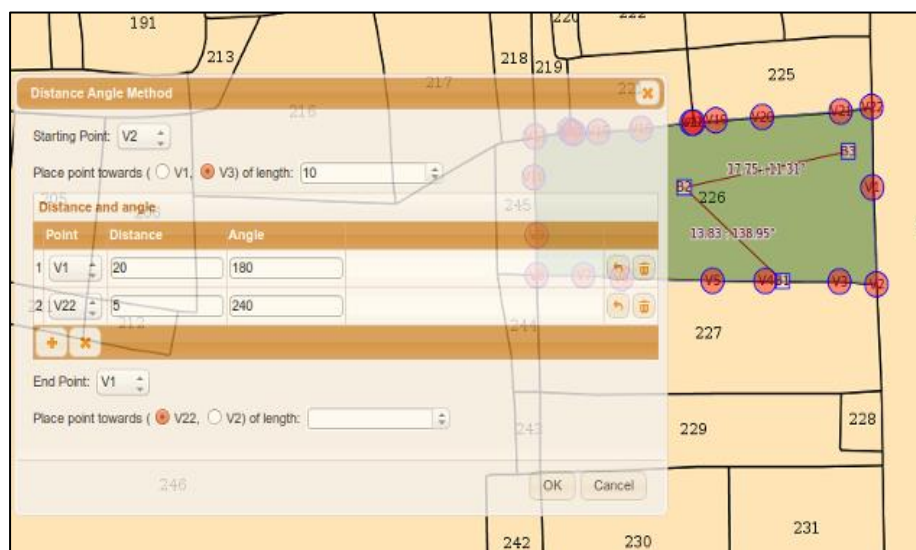 191
220
222
213
217
218
219
225
Distance Angle Method
216
223
Starting Point: V2
V19
V20
V21
V22
Place point towards ( V1, V3) of length: 10
B3
17.75 : 11.31°
205
206
Distance and angle
245
B2
226
V1
Point Distance Angle
13.83 : 138.95°
1 V1 20 180
V5
V4
B1
V3
V2
2 V22 5 240
212
244
227
End Point: V1
Place point towards ( V22, V2) of length:
243
229
228
246
OK Cancel
231
242
230